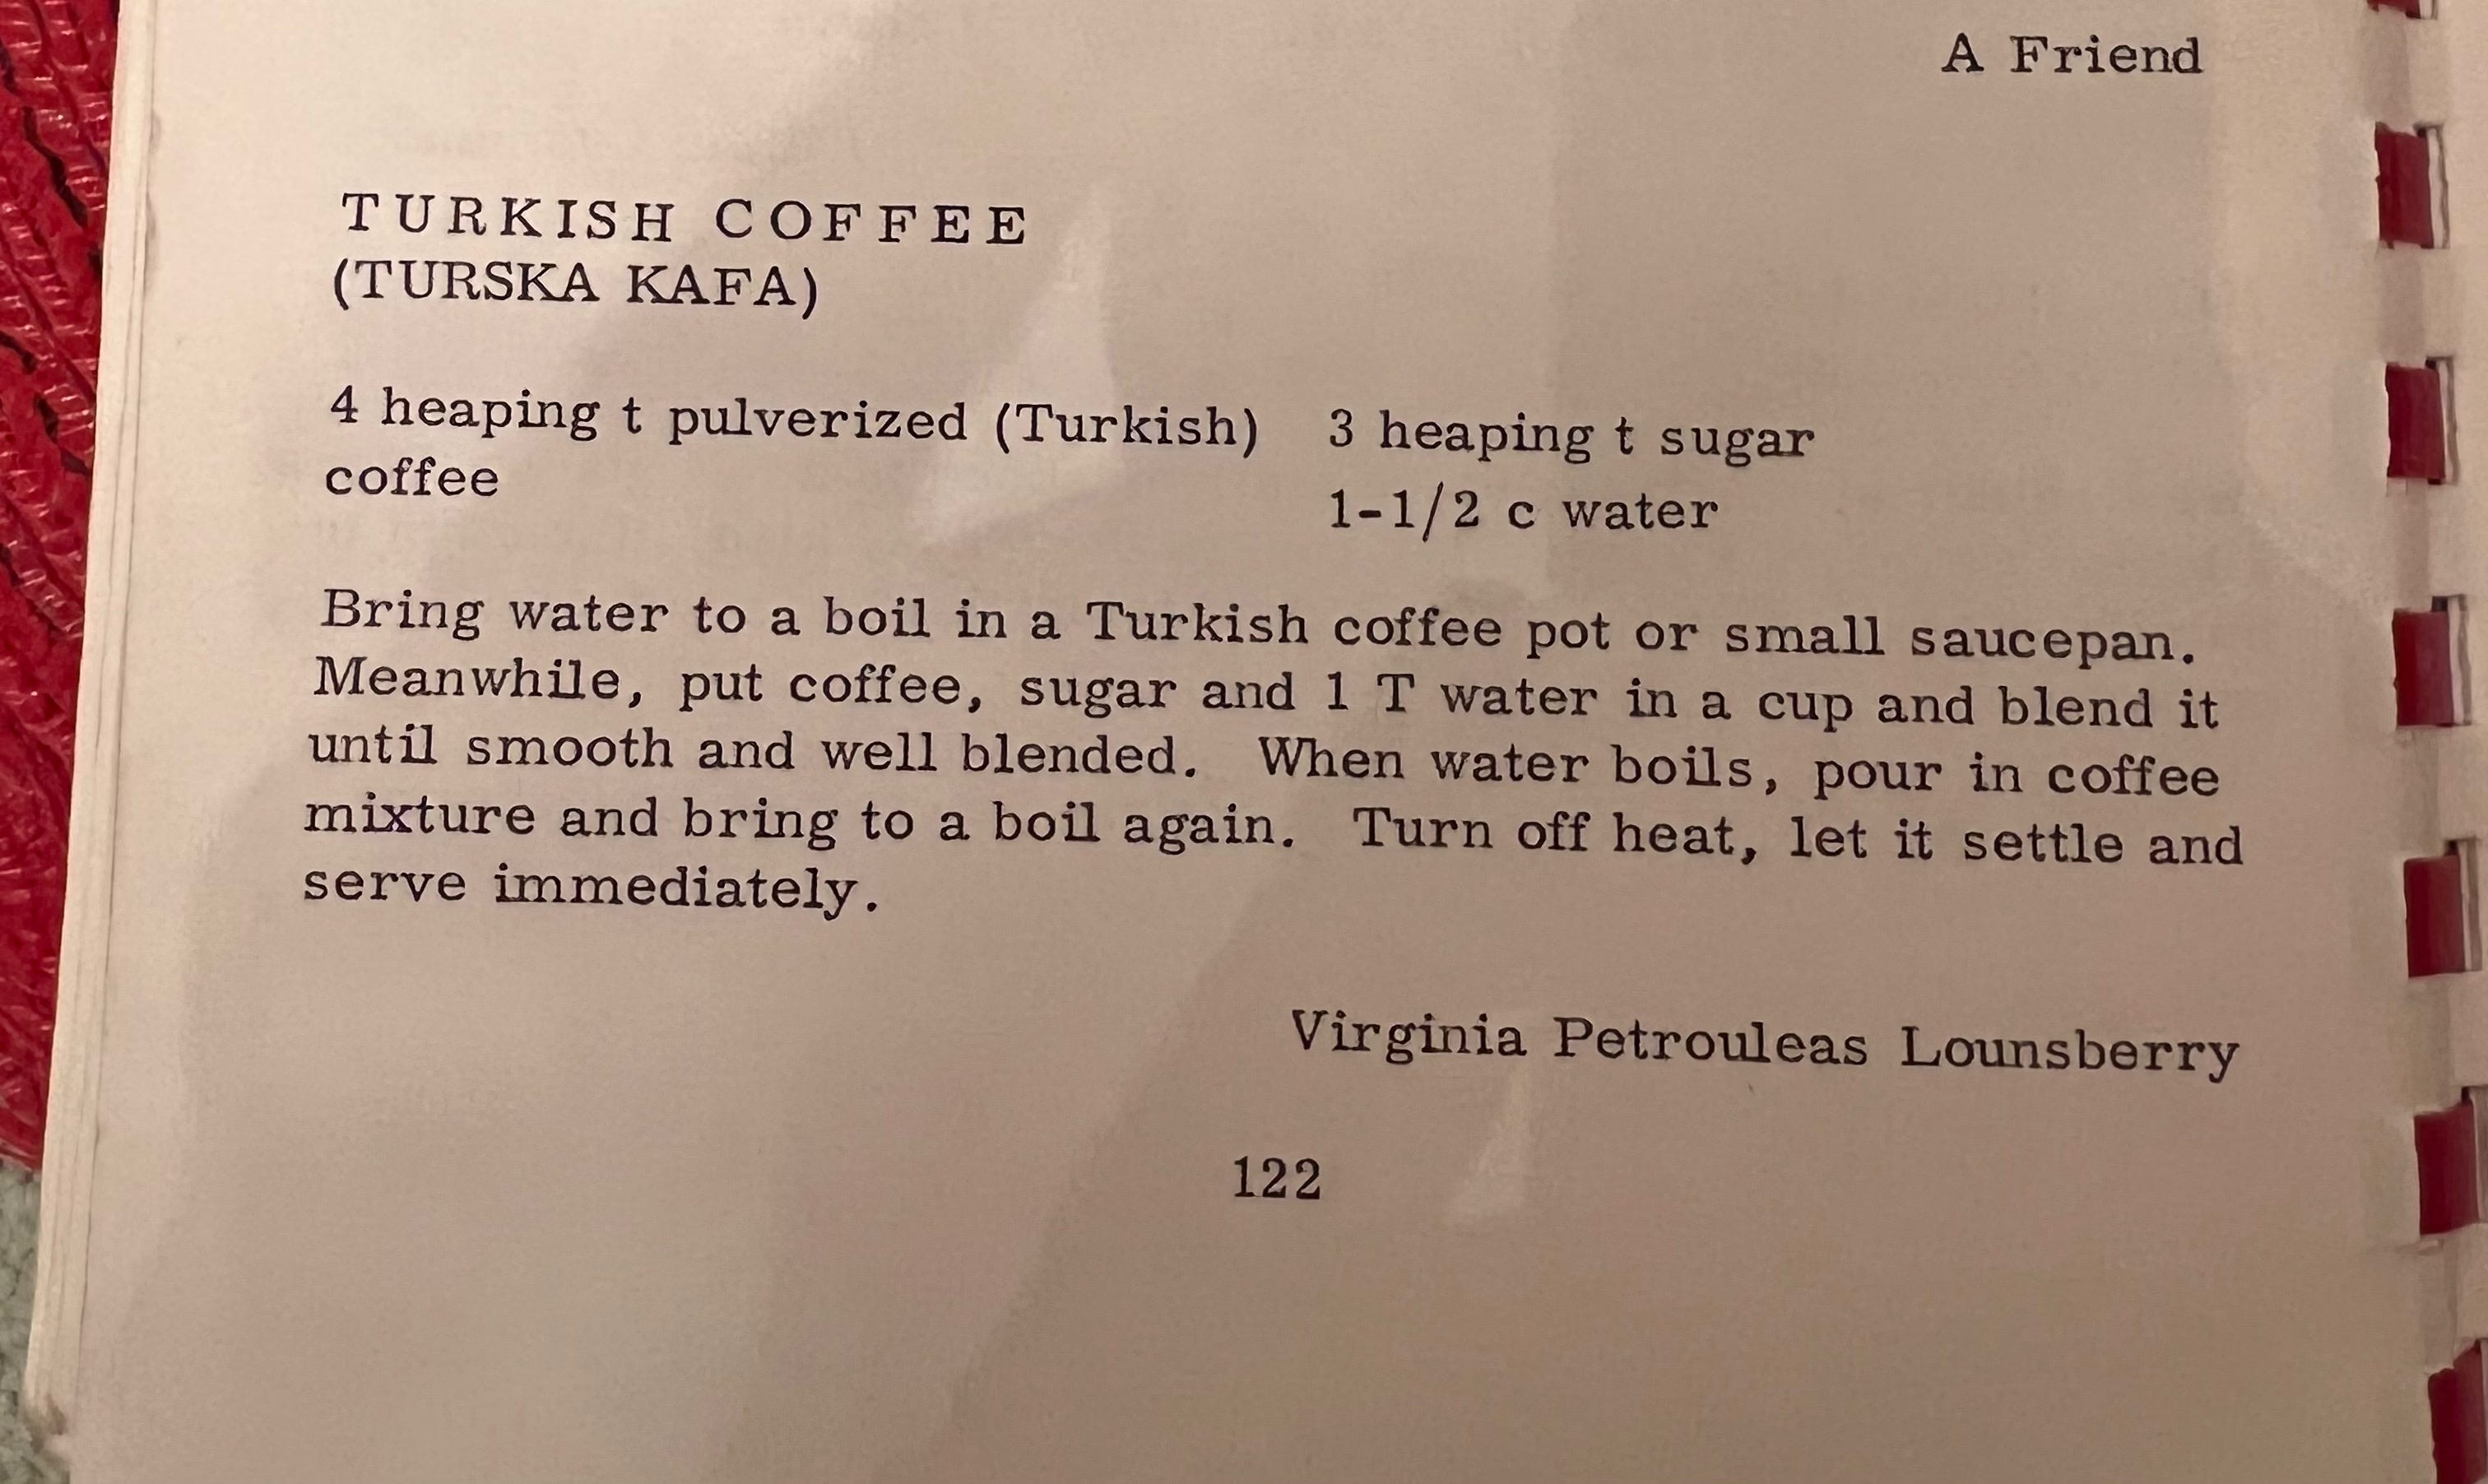 A Friend
TURKISH COFFEE
(TURSKA KAFA)
4 heaping t pulverized (Turkish)
coffee
3 heaping t sugar
1-1/2 c water
Bring water to a boil in a Turkish coffee pot or small saucepan.
Meanwhile, put coffee, sugar and 1 T water in a cup and blend it
until smooth and well blended. When water boils, pour in coffee
mixture and bring to a boil again. Turn off heat, let it settle and
serve immediately.
Virginia Petrouleas Lounsberry
122